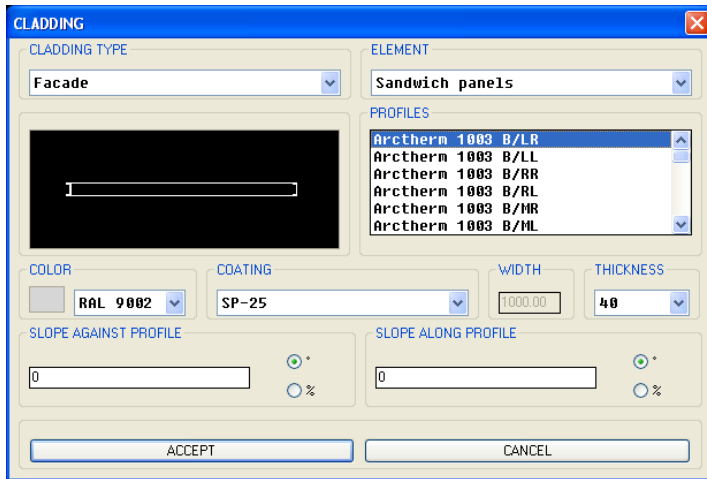 CLADDING
CLADDING TYPE
Facade
ELEMENT
Sandwich panels
PROFILES
Arctherm 1003 B/LR
Arctherm 1003 B/LL
Arctherm 1003 B/RR
Arctherm 1003 B/RL
Arctherm 1003 B/MR
Arctherm 1003 B/ML
COLOR
RAL 9002
COATING
SP-25
WIDTH
1000.00
THICKNESS
40
SLOPE AGAINST PROFILE
0
°
%
SLOPE ALONG PROFILE
0
°
%
ACCEPT
CANCEL